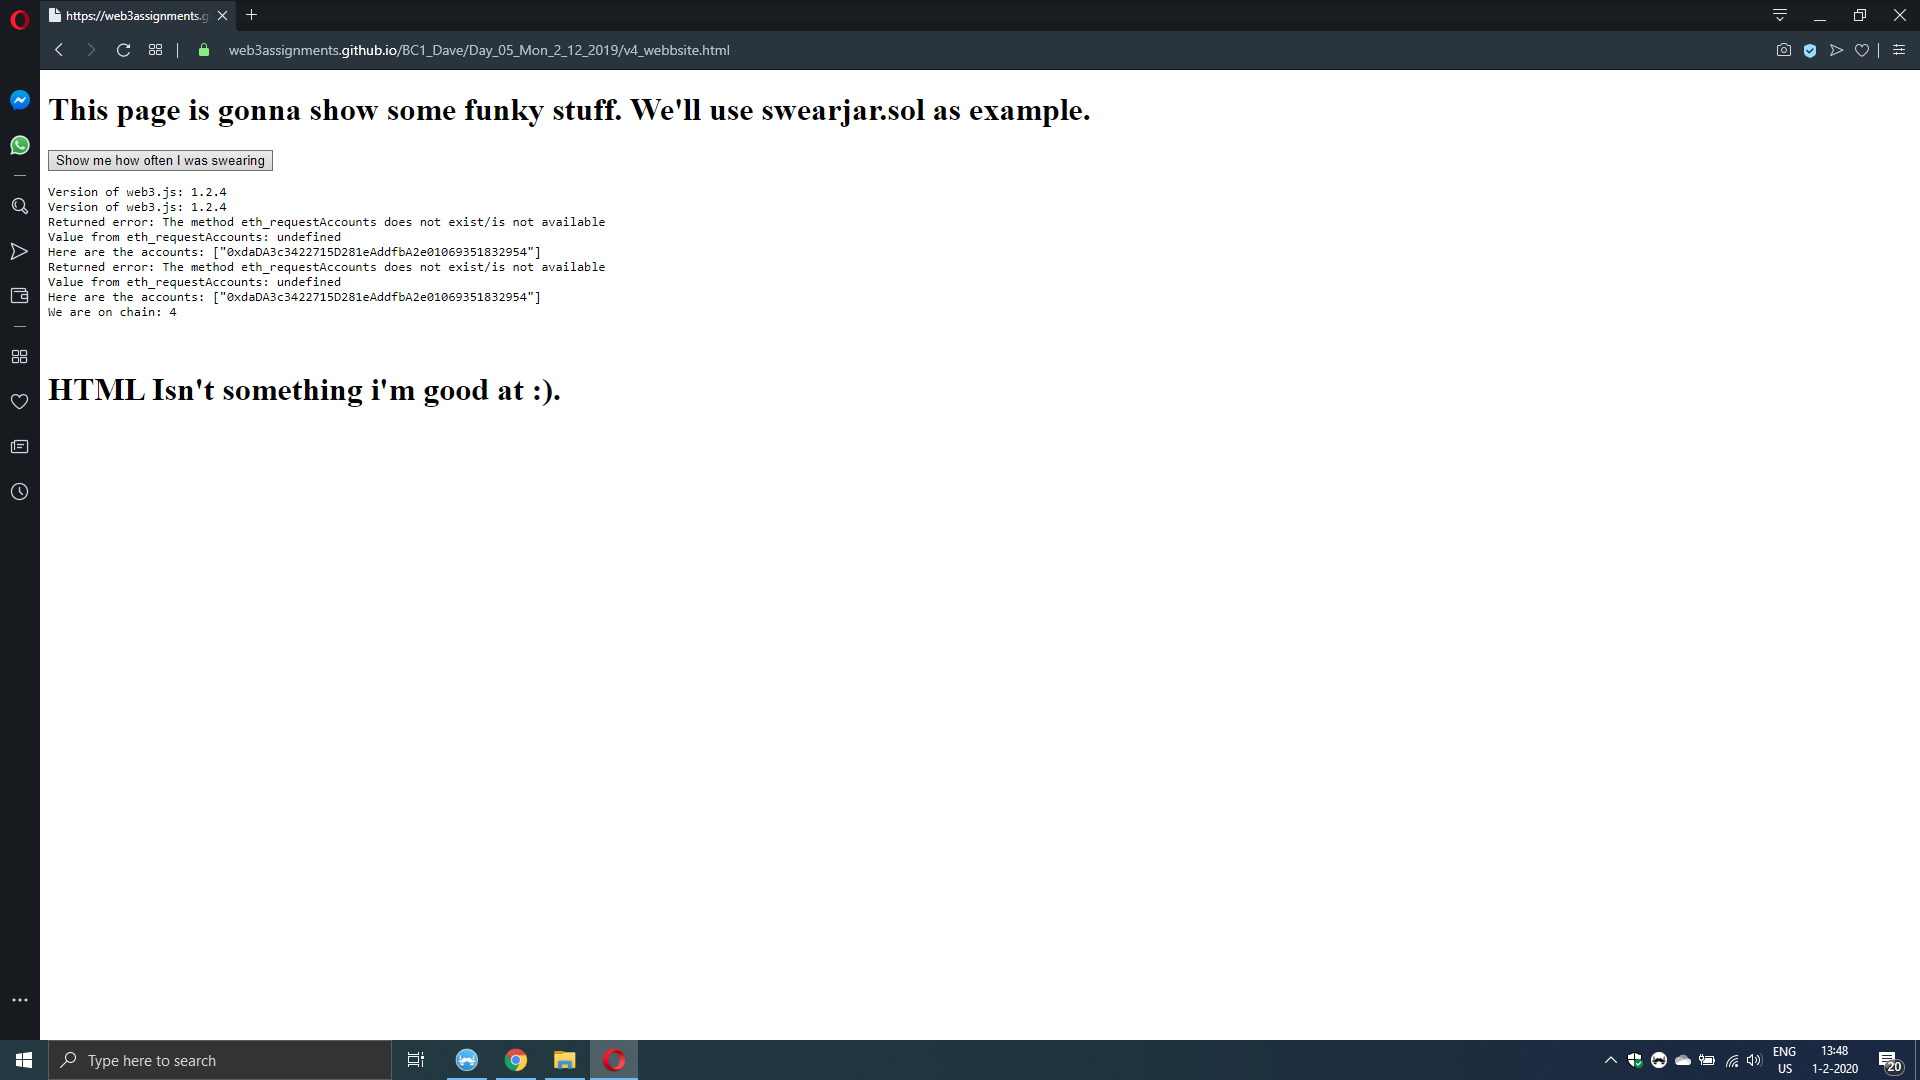 https://web3assignments.g
web3assignments.github.io/BC1_Dave/Day_05_Mon_2_12_2019/v4_webbsite.html
This page is gonna show some funky stuff. We'll use swearjar.sol as example.
Show me how often I was swearing
Version of web3.js: 1.2.4
Version of web3.js: 1.2.4
Returned error: The method eth_requestAccounts does not exist/is not available
Value from eth_requestAccounts: undefined
Here are the accounts: ["0xdaDA3c3422715D281eAddfbA2e01069351832954"]
Returned error: The method eth_requestAccounts does not exist/is not available
Value from eth_requestAccounts: undefined
Here are the accounts: ["0xdaDA3c3422715D281eAddfbA2e01069351832954"]
We are on chain: 4
HTML Isn't something i'm good at :).
Type here to search
ENG
US
13:48
1-2-2020
20